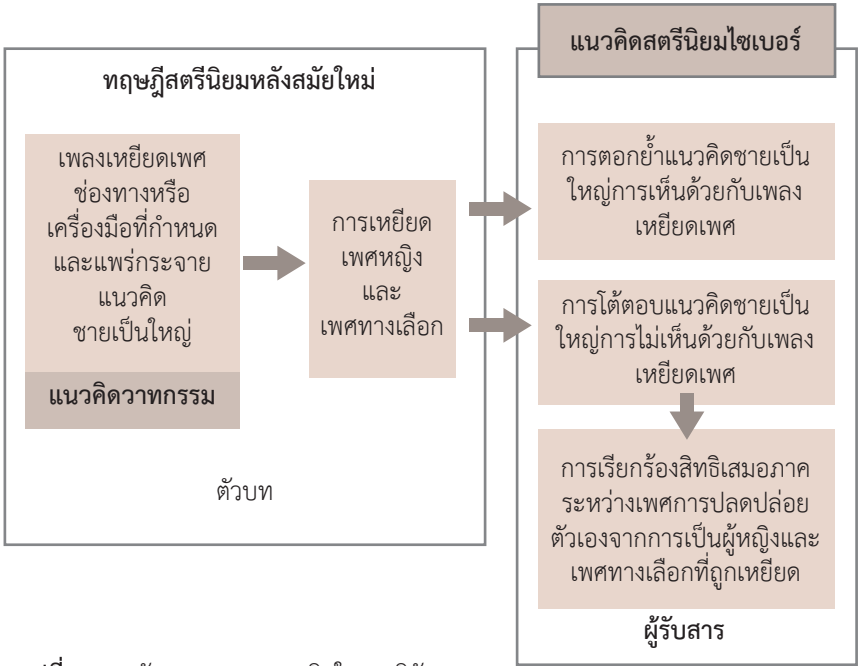 ทฤษฎีสตรีนิยมหลังสมัยใหม่
เพลงเหยียดเพศ
ช่องทางหรือ
เครื่องมือที่กำหนด
และแพร่กระจาย
แนวคิด
ชายเป็นใหญ่
แนวคิดวาทกรรม
การเหยียด
เพศหญิง
และ
เพศทางเลือก
ตัวบท
แนวคิดสตรีนิยมไซเบอร์
การตอกย้ำแนวคิดชายเป็น
ใหญ่การเห็นด้วยกับเพลง
เหยียดเพศ
การโต้ตอบแนวคิดชายเป็น
ใหญ่การไม่เห็นด้วยกับเพลง
เหยียดเพศ
การเรียกร้องสิทธิเสมอภาค
ระหว่างเพศการปลดปล่อย
ตัวเองจากการเป็นผู้หญิงและ
เพศทางเลือกที่ถูกเหยียด
ผู้รับสาร